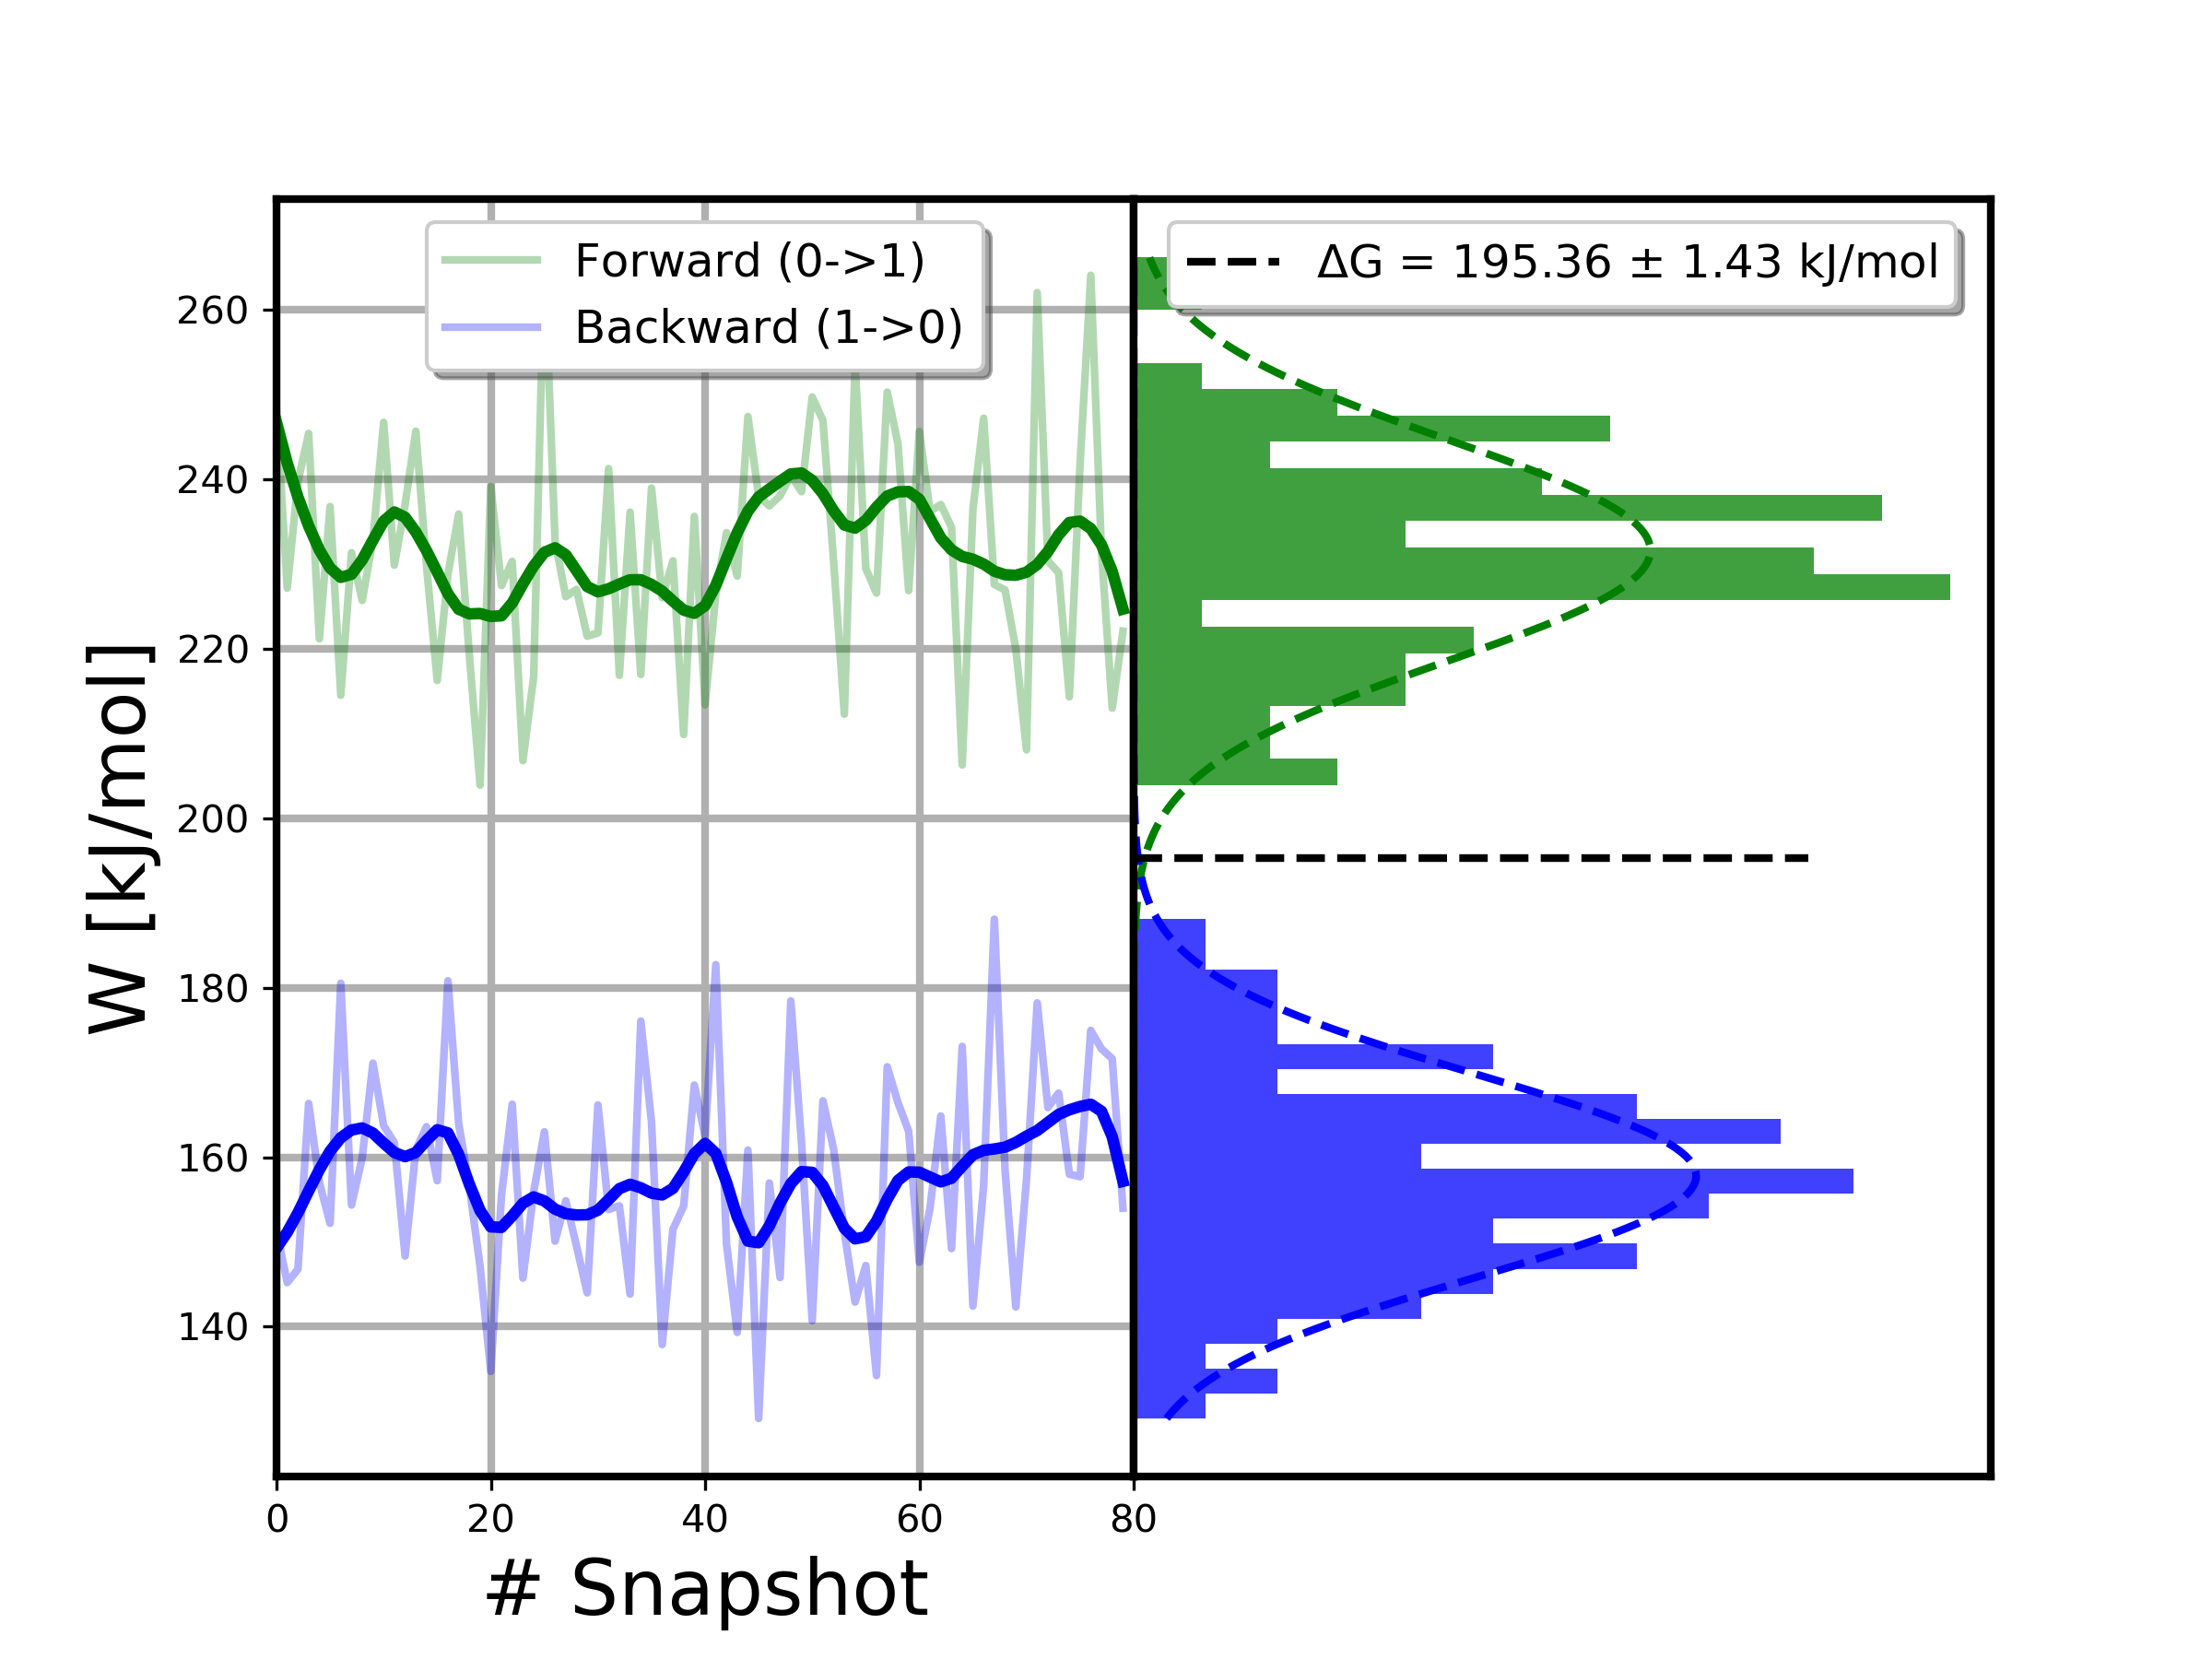 Forward (0->1)
Backward (1->0)
ΔG = 195.36 ± 1.43 kJ/mol
W [kJ/mol]
260
240
220
200
180
160
140
0 20 40 60 80
# Snapshot